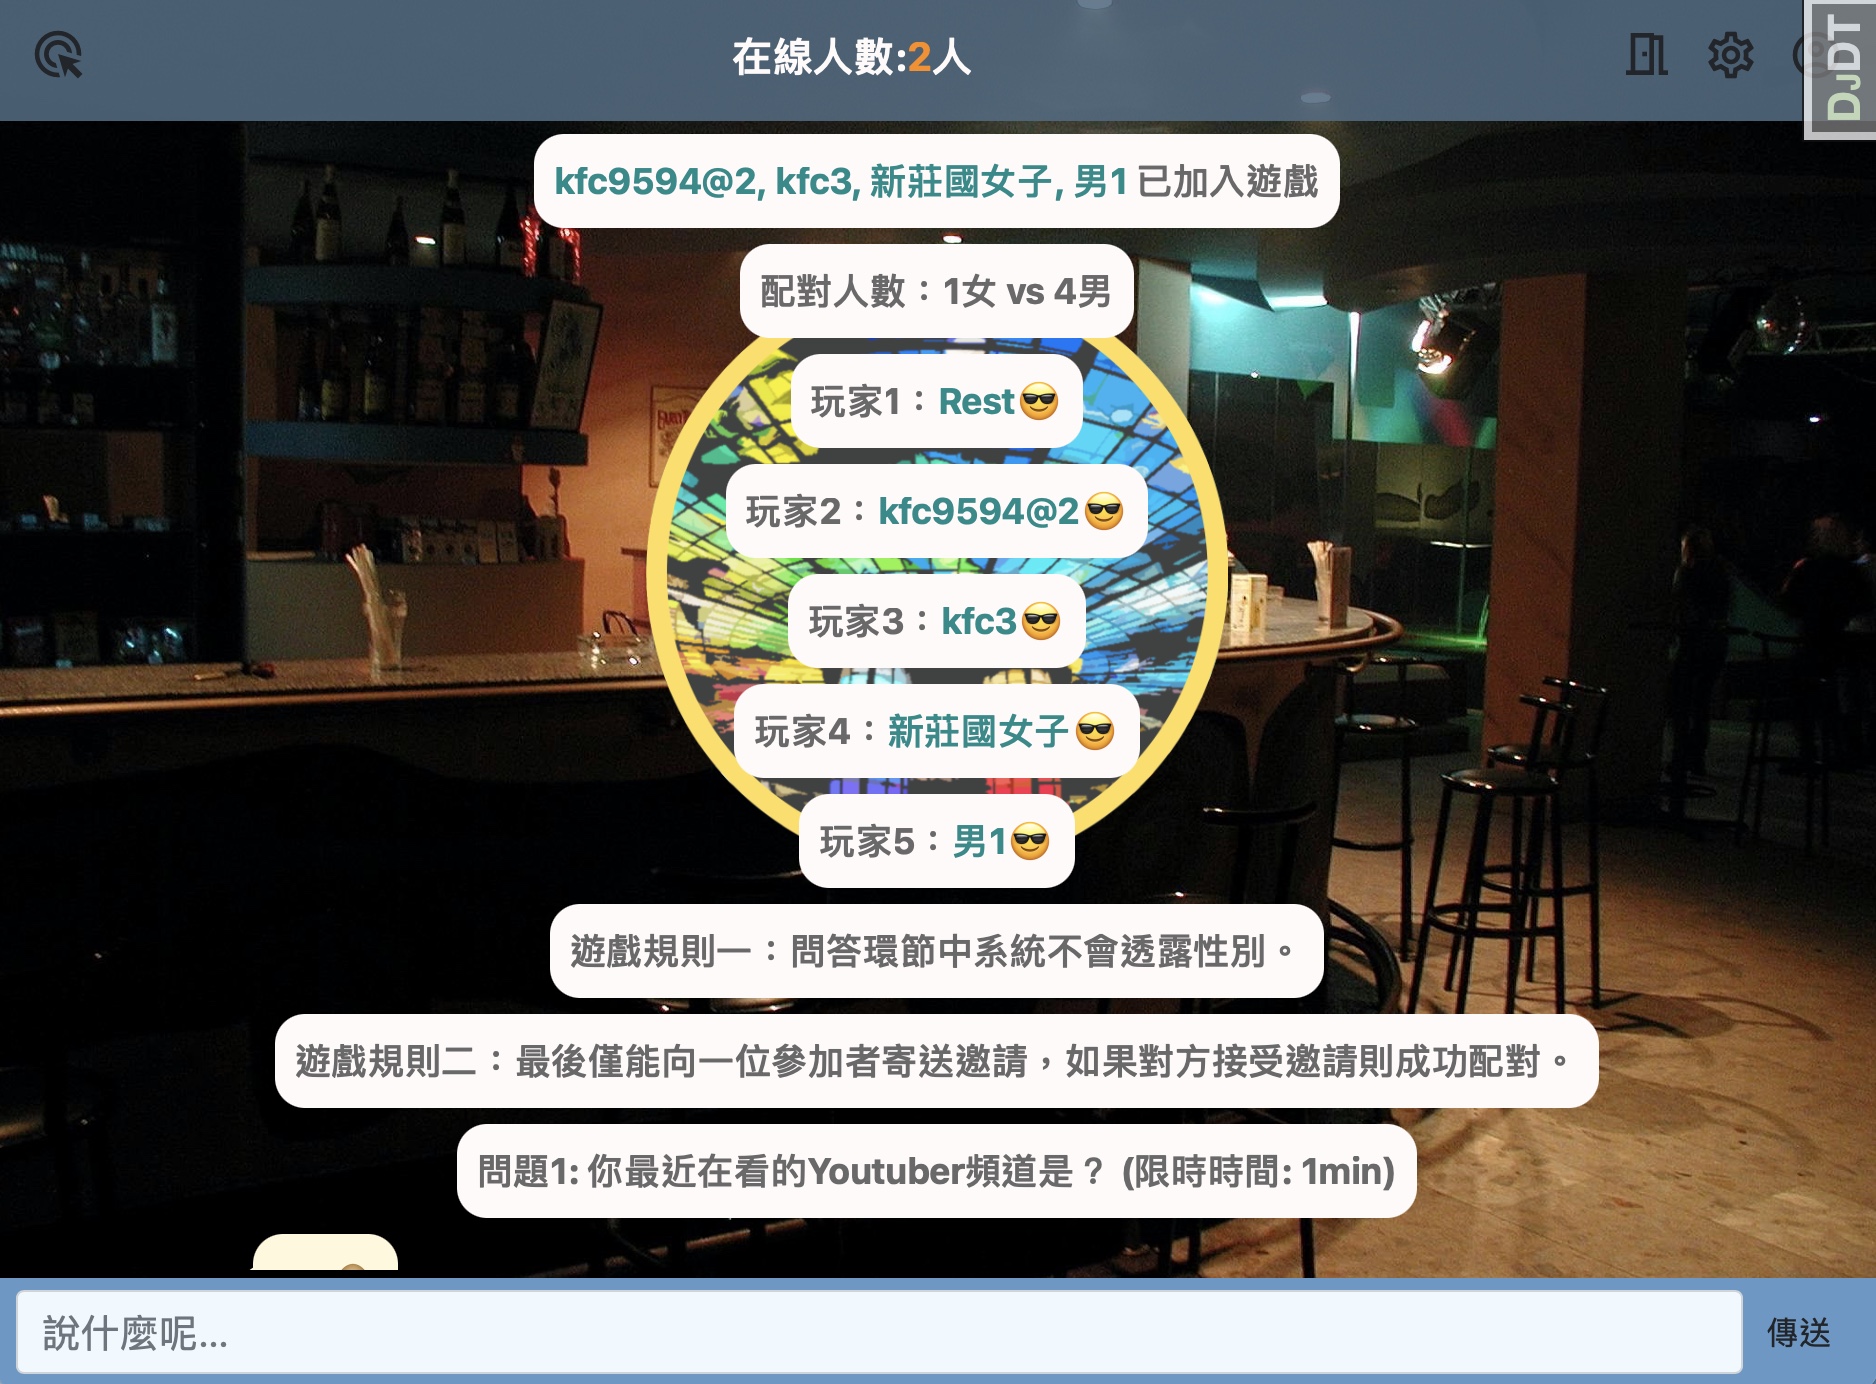 在線人數:2人
DJDT
kfc9594@2, kfc3, 新莊國女子, 男1 已加入遊戲
配對人數：1女 vs 4男
玩家1：Rest😎
玩家2：kfc9594@2😎
玩家3：kfc3😎
玩家4：新莊國女子😎
玩家5：男1😎
遊戲規則一：問答環節中系統不會透露性別。
遊戲規則二：最後僅能向一位參加者寄送邀請，如果對方接受邀請則成功配對。
問題1: 你最近在看的Youtuber頻道是？ (限時時間: 1min)
說什麼呢...
傳送